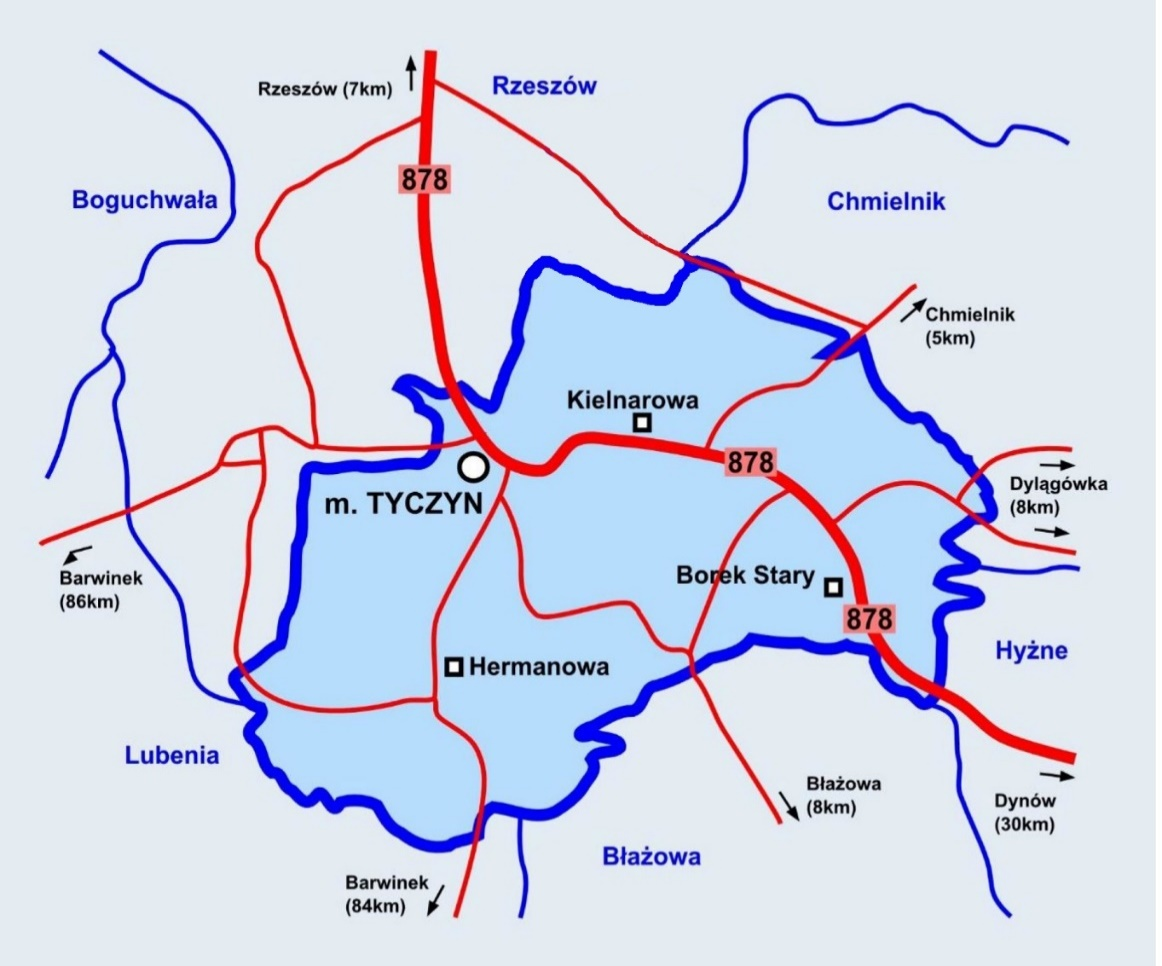 Rzeszów (7km)
Rzeszów
878
Boguchwała
Chmielnik
Chmielnik
(5km)
Kielnarowa
878
Dylągówka
(8km)
m. TYCZYN
Barwinek
(86km)
Borek Stary
878
Hyżne
Hermanowa
Lubenia
Błażowa
(8km)
Dynów
(30km)
Błażowa
Barwinek
(84km)